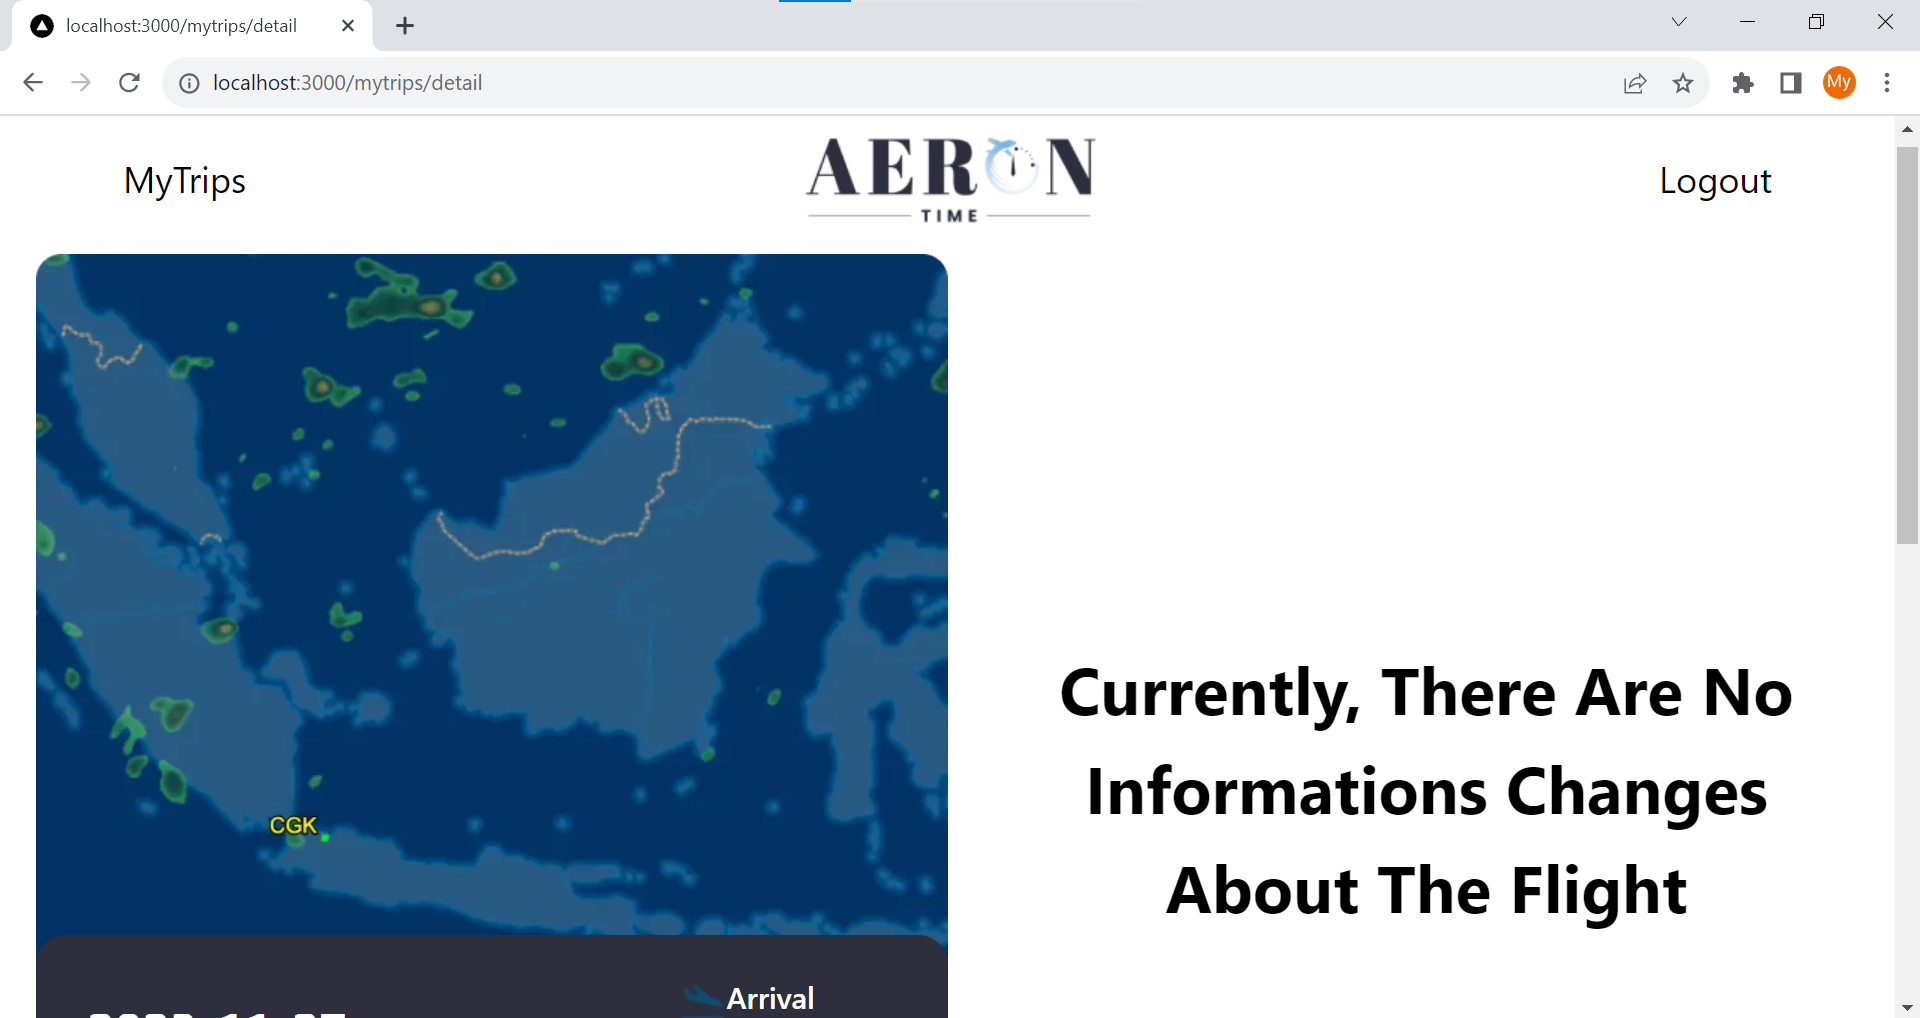 localhost:3000/mytrips/detail
localhost:3000/mytrips/detail
My
MyTrips
AERON
TIME
Logout
CGK
Currently, There Are No
Informations Changes
About The Flight
Arrival